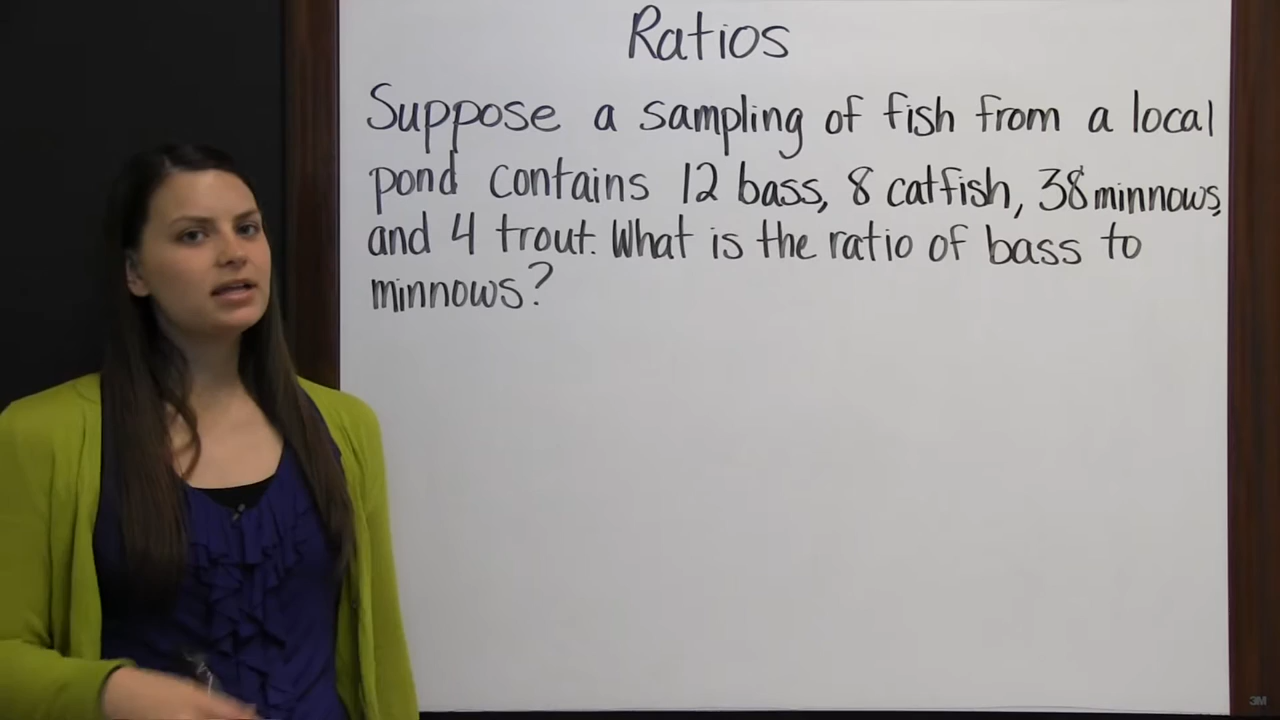 Ratios
Suppose a sampling of fish from a local
pond contains 12 bass, 8 catfish, 38 minnows,
and 4 trout. What is the ratio of bass to
minnows?
3M